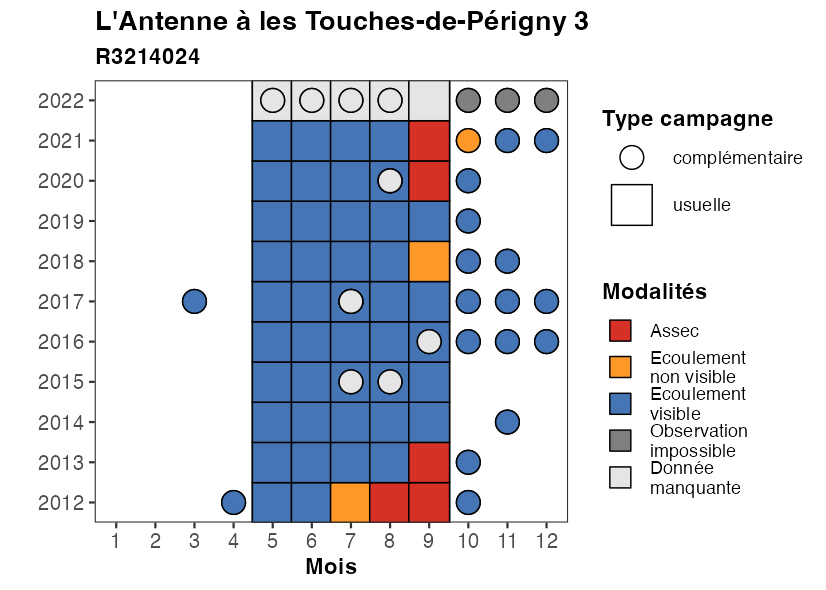 L'Antenne à les Touches-de-Périgny 3
R3214024
2022
2021
2020
2019
2018
2017
2016
2015
2014
2013
2012
1 2 3 4 5 6 7 8 9 10 11 12
Mois
Type campagne
complémentaire
usuelle
Modalités
Assec
Ecoulement
non visible
Ecoulement
visible
Observation
impossible
Donnée
manquante